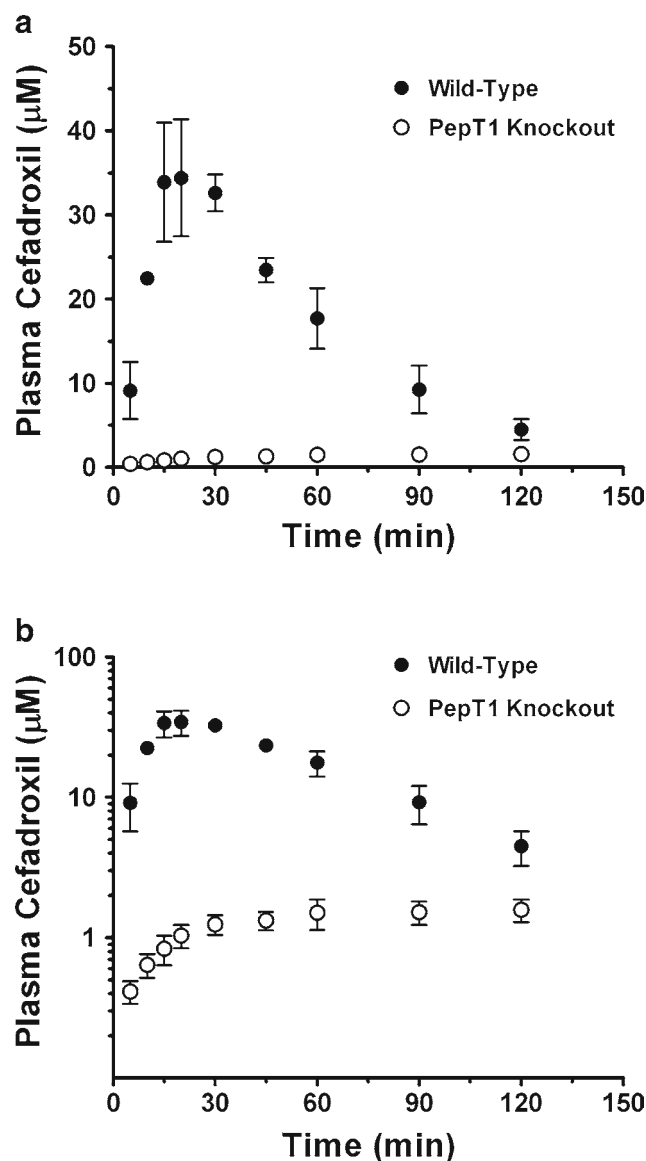 a
50
40
30
20
10
0
Plasma Cefadroxil (μM)
Wild-Type
PepT1 Knockout
0 30 60 90 120 150
Time (min)
b
100
10
1
Plasma Cefadroxil (μM)
Wild-Type
PepT1 Knockout
0 30 60 90 120 150
Time (min)